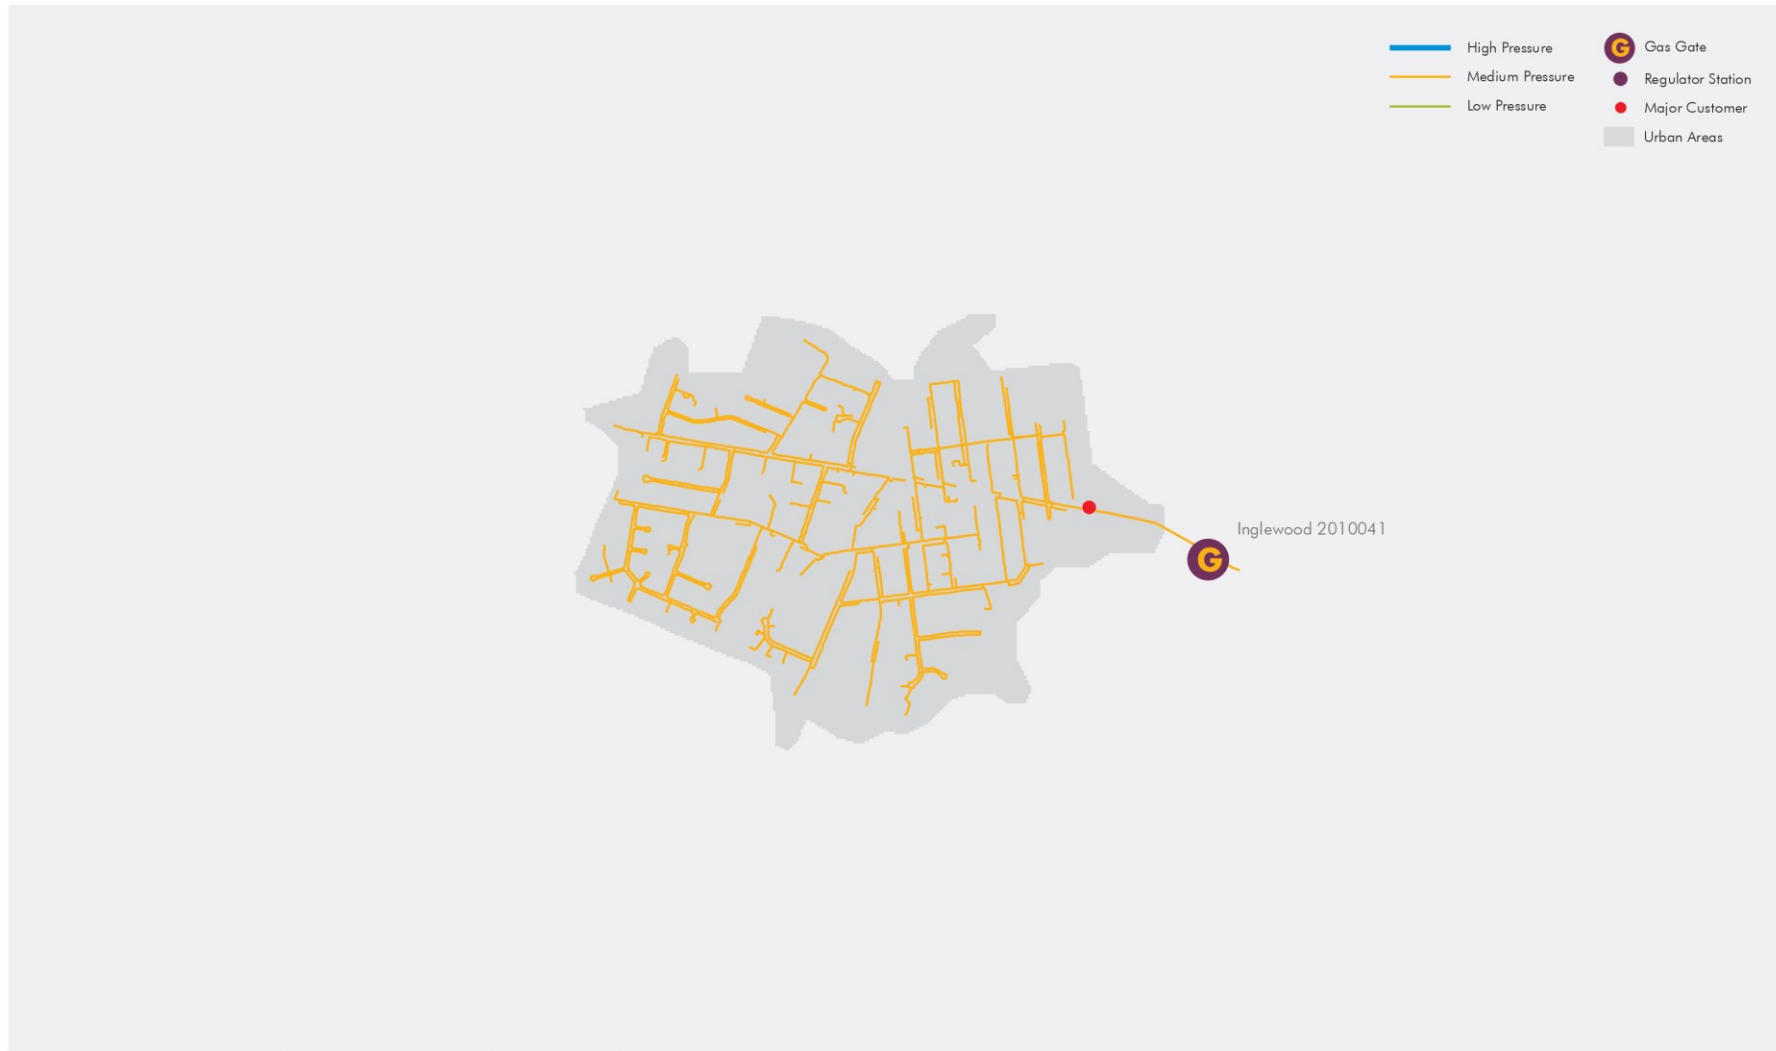 High Pressure
Medium Pressure
Low Pressure
G Gas Gate
Regulator Station
Major Customer
Urban Areas
Inglewood 2010041
G